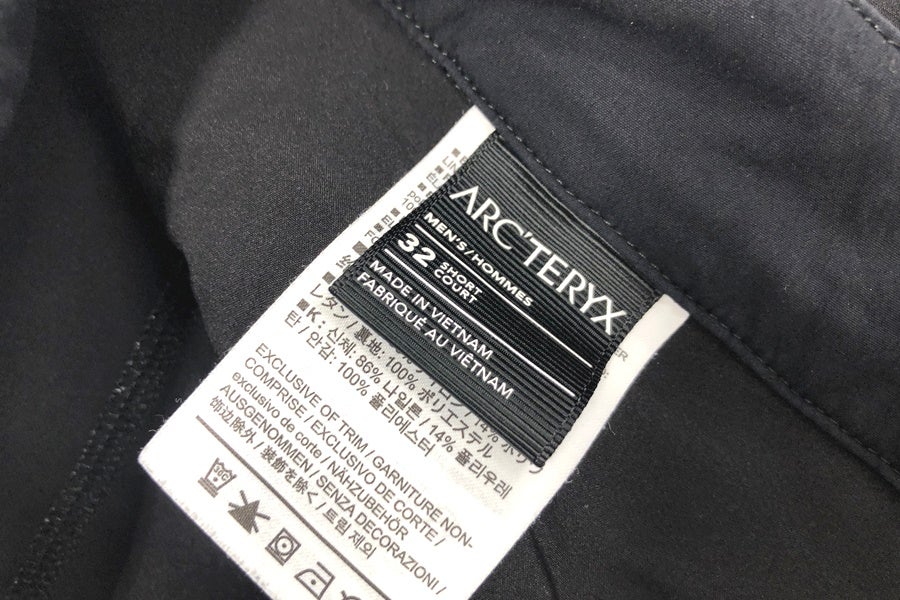 ARC'TERYX
MEN'S/HOMMES
32 SHORT
COURT
MADE IN VIETNAM
FABRIQUÉ AU VIÊTNAM
レタン / 裏地: 100% ポリエステル
■K : 신체: 86% 나일론 / 14% 폴리우레
탄 / 안감: 100% 폴리에스터
EXCLUSIVE OF TRIM / GARNITURE NON-
COMPRISE / EXCLUSIVO DE CORTE /
exclusivo de corte / NÄHZUBEHÖR
AUSGENOMMEN / SENZA DECORAZIONI /
饰边除外 / 装飾を除く / 트림 제외
30C